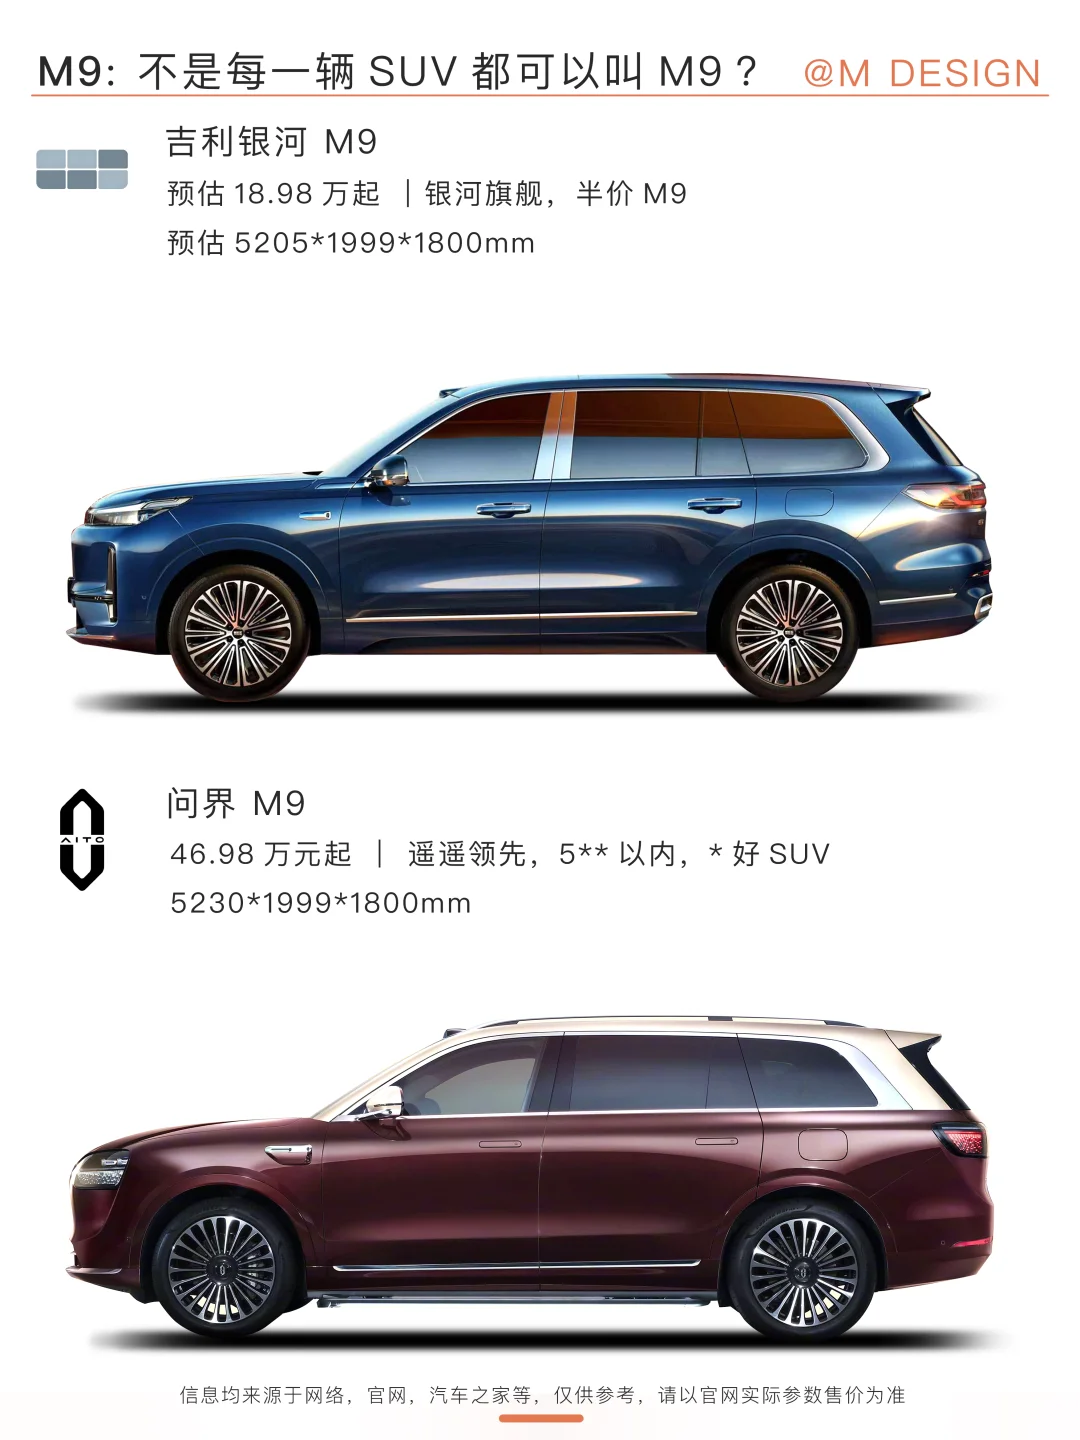 M9: 不是每一辆 SUV 都可以叫 M9？ @M DESIGN
吉利银河 M9
预估 18.98 万起 ｜银河旗舰，半价 M9
预估 5205*1999*1800mm
问界 M9
AITO
46.98 万元起 ｜ 遥遥领先，5** 以内，* 好 SUV
5230*1999*1800mm
信息均来源于网络，官网，汽车之家等，仅供参考，请以官网实际参数售价为准